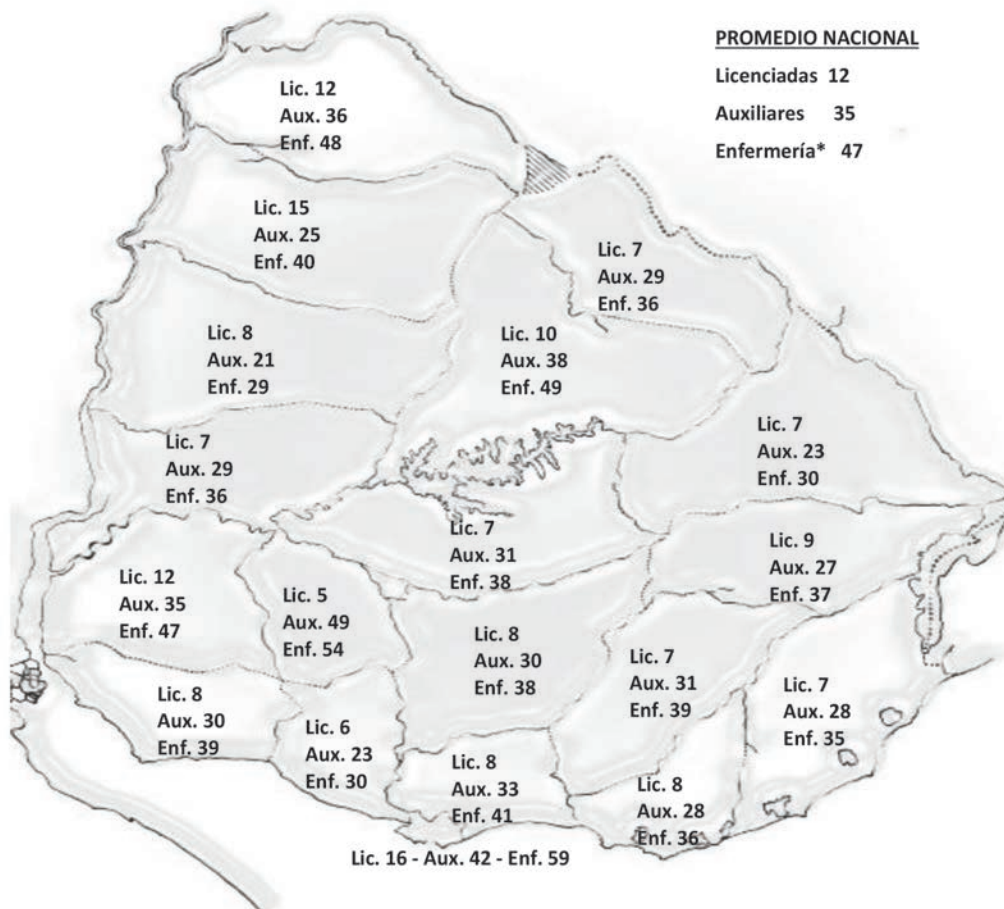 PROMEDIO NACIONAL
Licenciadas 12
Auxiliares 35
Enfermería* 47
Lic. 12
Aux. 36
Enf. 48
Lic. 15
Aux. 25
Enf. 40
Lic. 7
Aux. 29
Enf. 36
Lic. 8
Aux. 21
Enf. 29
Lic. 10
Aux. 38
Enf. 49
Lic. 7
Aux. 29
Enf. 36
Lic. 7
Aux. 23
Enf. 30
Lic. 7
Aux. 31
Enf. 38
Lic. 9
Aux. 27
Enf. 37
Lic. 12
Aux. 35
Enf. 47
Lic. 5
Aux. 49
Enf. 54
Lic. 8
Aux. 30
Enf. 38
Lic. 7
Aux. 31
Enf. 39
Lic. 7
Aux. 28
Enf. 35
Lic. 8
Aux. 30
Enf. 39
Lic. 6
Aux. 23
Enf. 30
Lic. 8
Aux. 33
Enf. 41
Lic. 8
Aux. 28
Enf. 36
Lic. 16 - Aux. 42 - Enf. 59